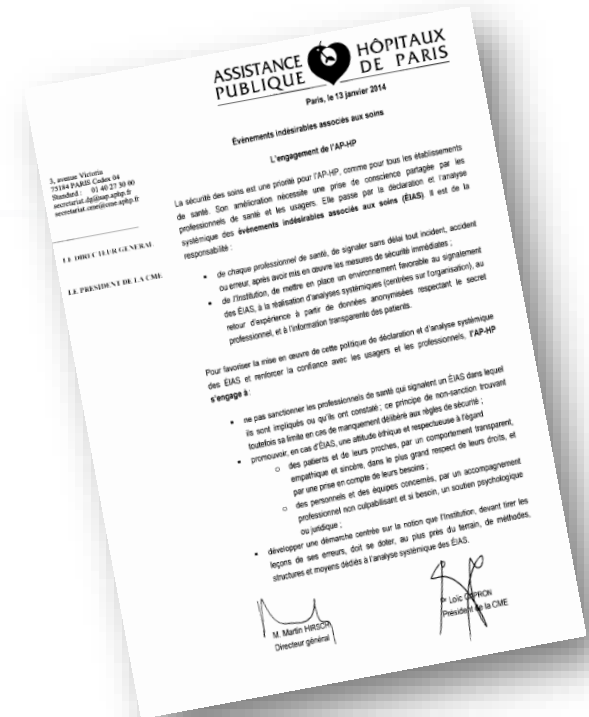 ASSISTANCE
PUBLIQUE
HÔPITAUX
DE PARIS
Paris, le 13 janvier 2014
3, avenue Victoria
75184 PARIS Cedex 04
Standard : 01 40 27 30 00
secretariat.dg@sap.aphp.fr
secretariat.cme@cme.aphp.fr
LE DIRECTEUR GENERAL
LE PRESIDENT DE LA CME
Événements indésirables associés aux soins
L'engagement de l'AP-HP
La sécurité des soins est une priorité pour l'AP-HP, comme pour tous les établissements
de santé. Son amélioration nécessite une prise de conscience partagée par les
professionnels de santé et les usagers. Elle passe par la déclaration et l'analyse
systémique des événements indésirables associés aux soins (ÉIAS). Il est de la
responsabilité :
• de chaque professionnel de santé, de signaler sans délai tout incident, accident
ou erreur, après avoir mis en œuvre les mesures de sécurité immédiates ;
• de l'Institution, de mettre en place un environnement favorable au signalement
des ÉIAS, à la réalisation d'analyses systémiques (centrées sur l'organisation), au
retour d'expérience à partir de données anonymisées respectant le secret
professionnel, et à l'information transparente des patients.
Pour favoriser la mise en œuvre de cette politique de déclaration et d'analyse systémique
des ÉIAS et renforcer la confiance avec les usagers et les professionnels, l'AP-HP
s'engage à :
• ne pas sanctionner les professionnels de santé qui signalent un ÉIAS dans lequel
ils sont impliqués ou qu'ils ont constaté ; ce principe de non-sanction trouvant
toutefois sa limite en cas de manquement délibéré aux règles de sécurité ;
• promouvoir, en cas d'ÉIAS, une attitude éthique et respectueuse à l'égard
○ des patients et de leurs proches, par un comportement transparent,
empathique et sincère, dans le plus grand respect de leurs droits, et
par une prise en compte de leurs besoins ;
○ des personnels et des équipes concernés, par un accompagnement
professionnel non culpabilisant et si besoin, un soutien psychologique
ou juridique ;
• développer une démarche centrée sur la notion que l'Institution, devant tirer les
leçons de ses erreurs, doit se doter, au plus près du terrain, de méthodes,
structures et moyens dédiés à l'analyse systémique des ÉIAS.
M. Martin HIRSCH
Directeur général
Pr Loïc CAPRON
Président de la CME